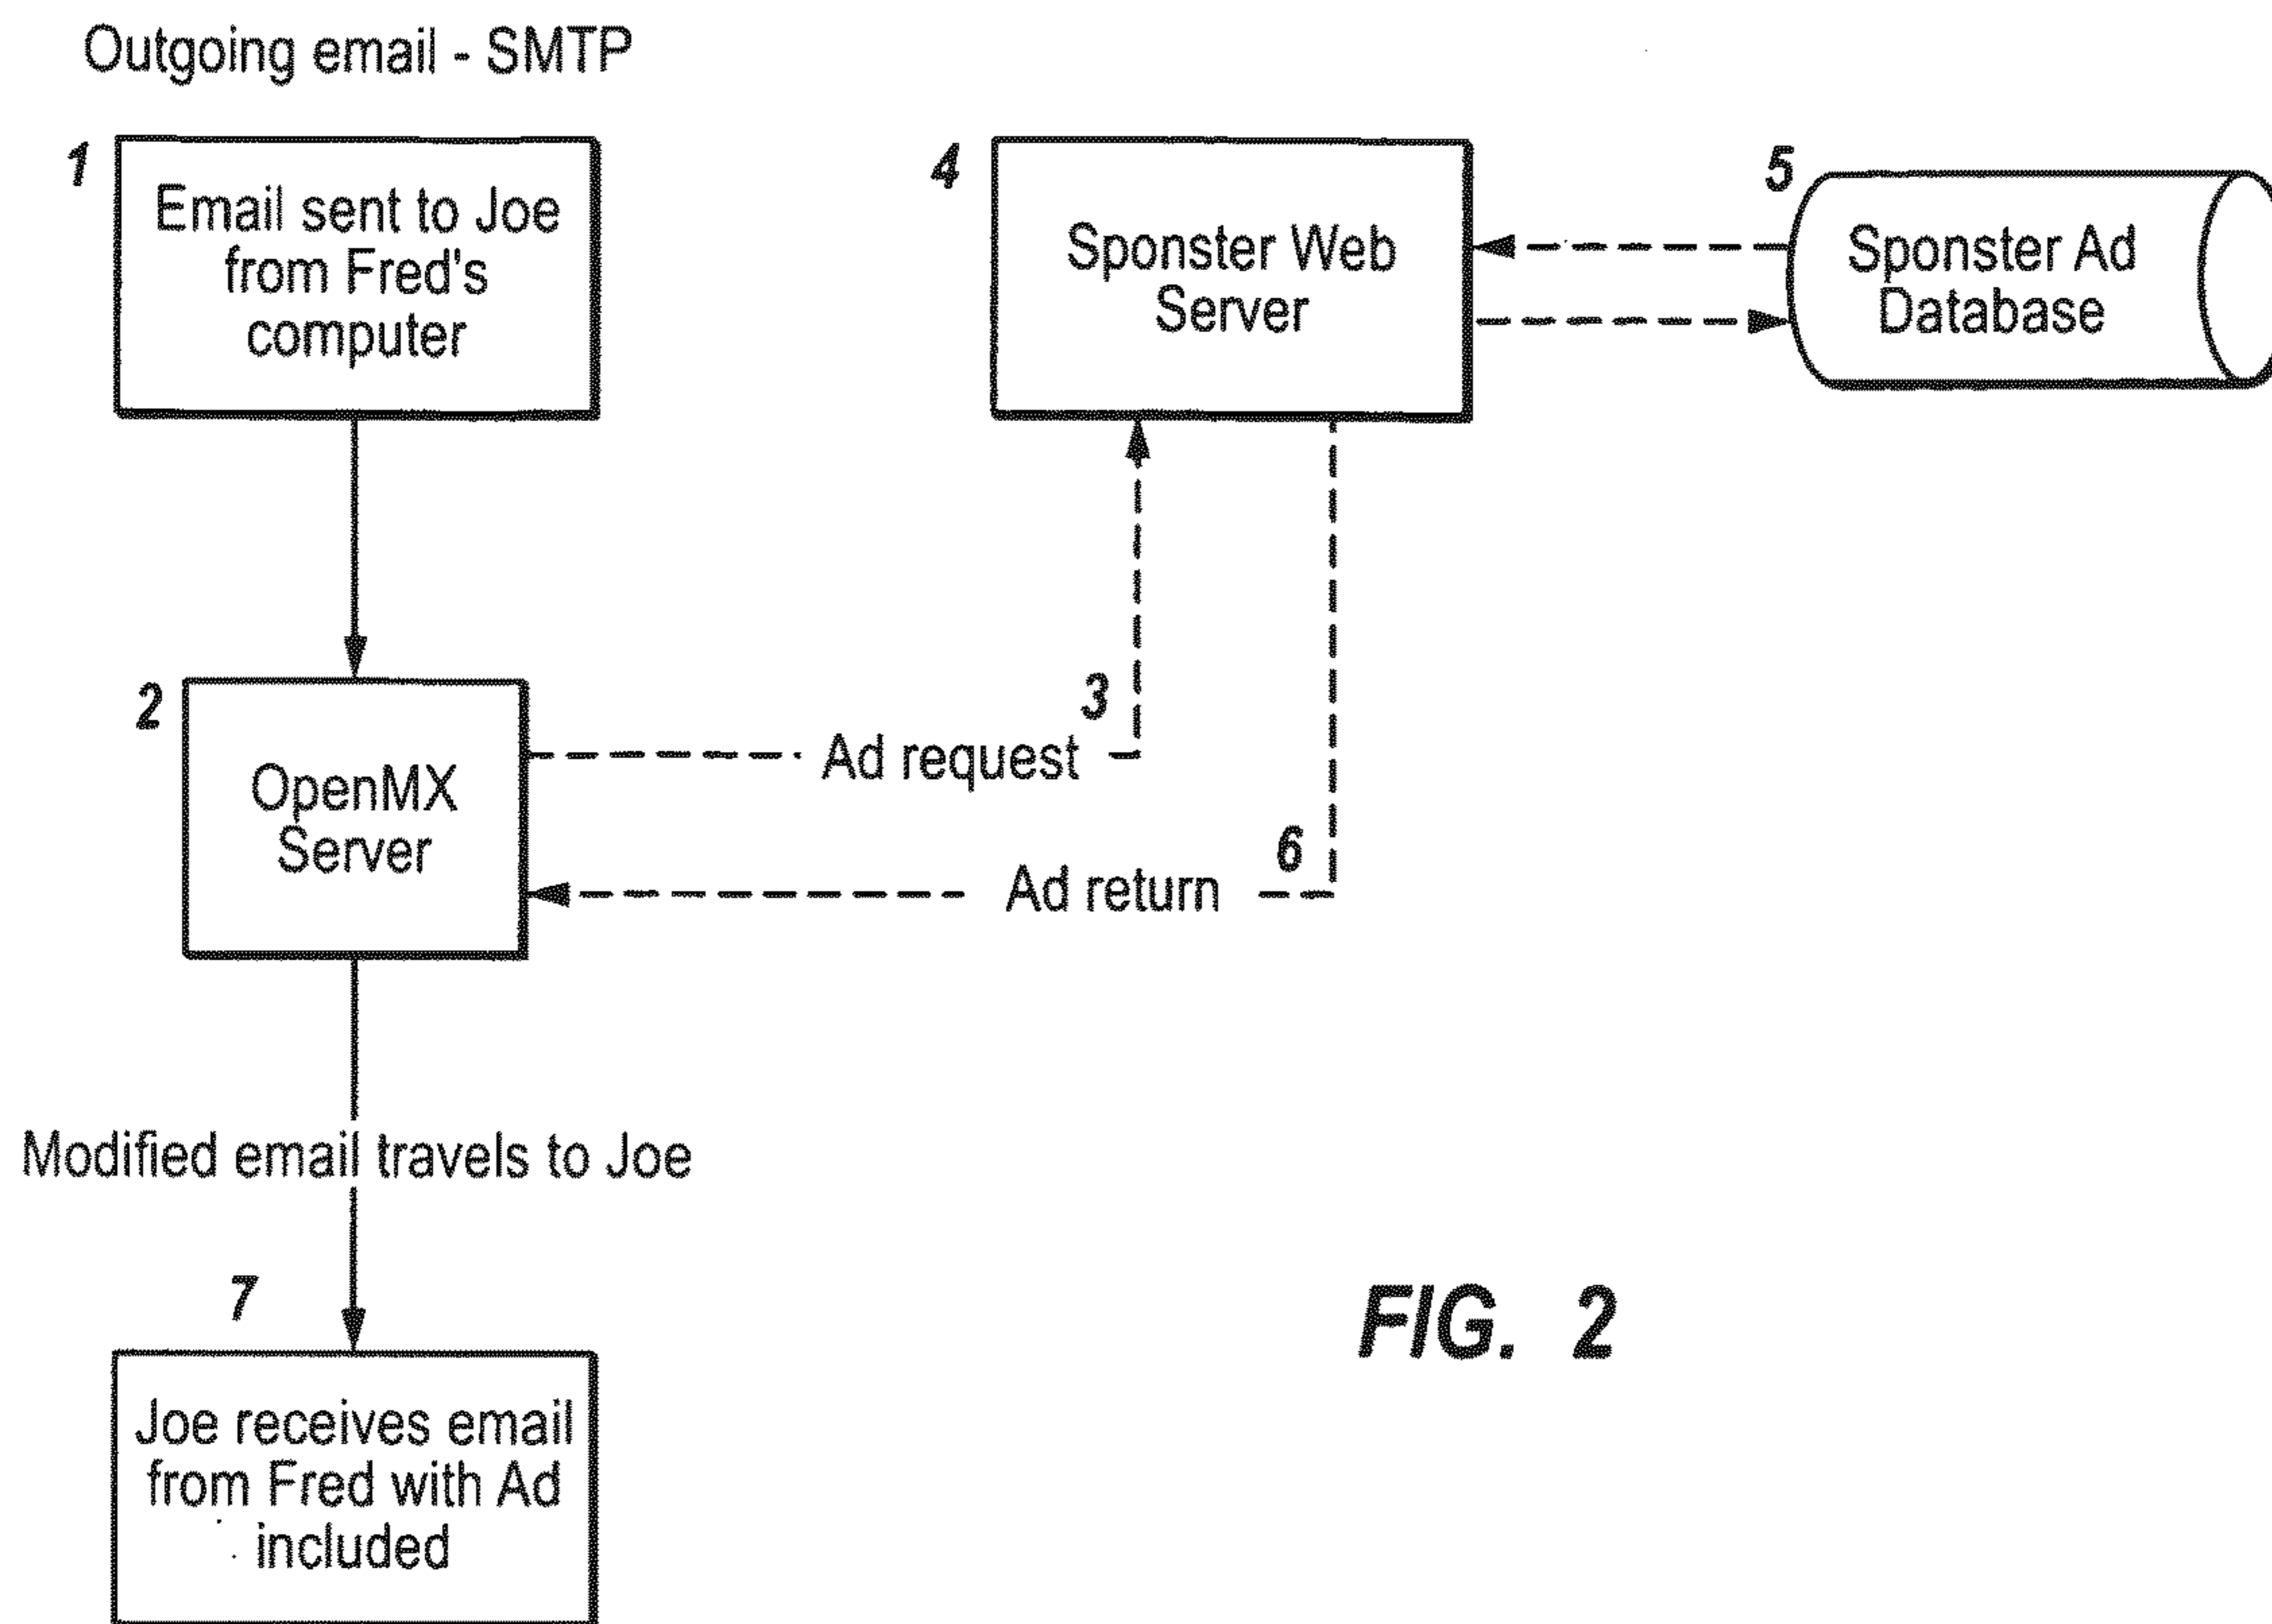 Outgoing email - SMTP
1
Email sent to Joe
from Fred's
computer
4
Sponster Web
Server
5
Sponster Ad
Database
2
OpenMX
Server
3
Ad request
6
Ad return
Modified email travels to Joe
7
Joe receives email
from Fred with Ad
included
FIG. 2